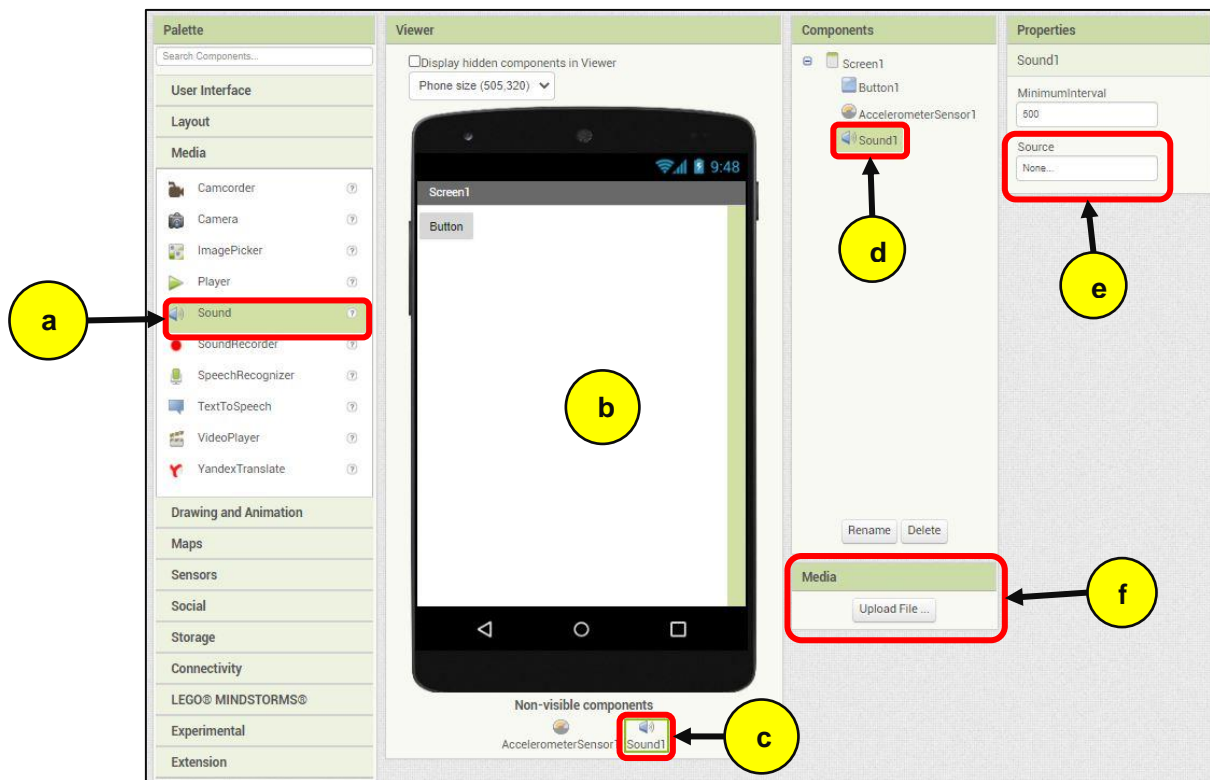 Palette
Search Components...
User Interface
Layout
Media
Camcorder
Camera
ImagePicker
Player
Sound
SoundRecorder
SpeechRecognizer
TextToSpeech
VideoPlayer
YandexTranslate
Drawing and Animation
Maps
Sensors
Social
Storage
Connectivity
LEGO® MINDSTORMS®
Experimental
Extension
a
Viewer
Display hidden components in Viewer
Phone size (505,320)
9:48
Screen1
Button
b
Non-visible components
AccelerometerSensor1
Sound1
c
Components
Screen1
Button1
AccelerometerSensor1
Sound1
d
Rename Delete
Media
Upload File ...
f
Properties
Sound1
MinimumInterval
500
Source
None...
e